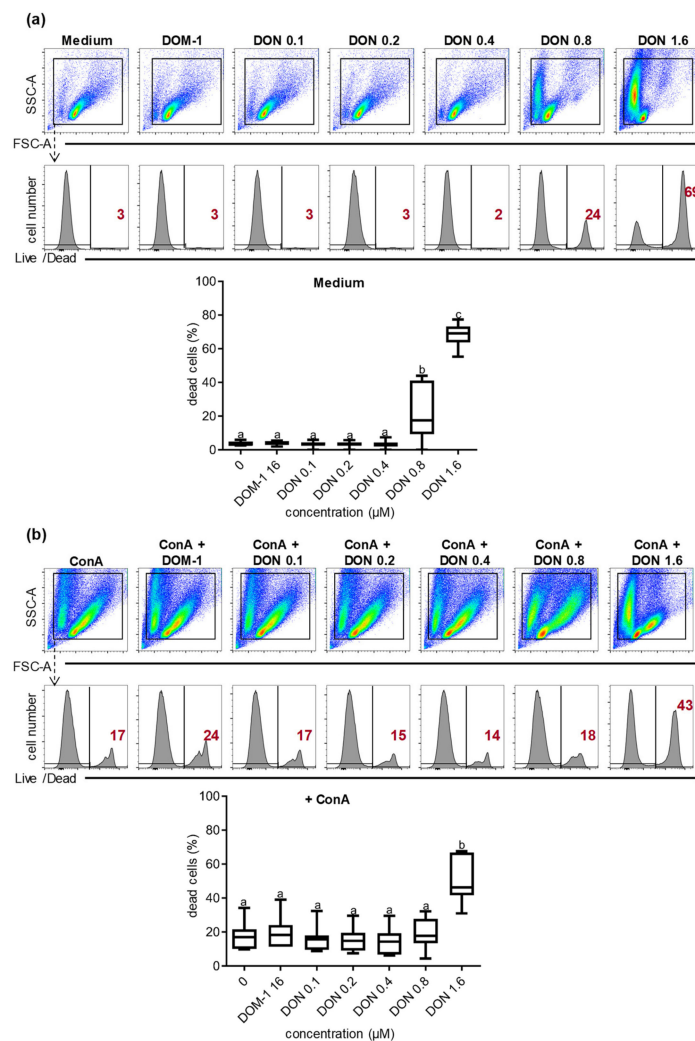 (a)
Medium DOM-1 DON 0.1 DON 0.2 DON 0.4 DON 0.8 DON 1.6
SSC-A
FSC-A
cell number
3 3 3 3 2 24 69
Live /Dead
Medium
dead cells (%)
100
80
60
40
20
0
a a a a a b c
0 DOM-1 16 DON 0.1 DON 0.2 DON 0.4 DON 0.8 DON 1.6
concentration (µM)
(b)
ConA ConA + DOM-1 ConA + DON 0.1 ConA + DON 0.2 ConA + DON 0.4 ConA + DON 0.8 ConA + DON 1.6
SSC-A
FSC-A
cell number
17 24 17 15 14 18 43
Live /Dead
+ ConA
dead cells (%)
100
80
60
40
20
0
a a a a a a b
0 DOM-1 16 DON 0.1 DON 0.2 DON 0.4 DON 0.8 DON 1.6
concentration (µM)